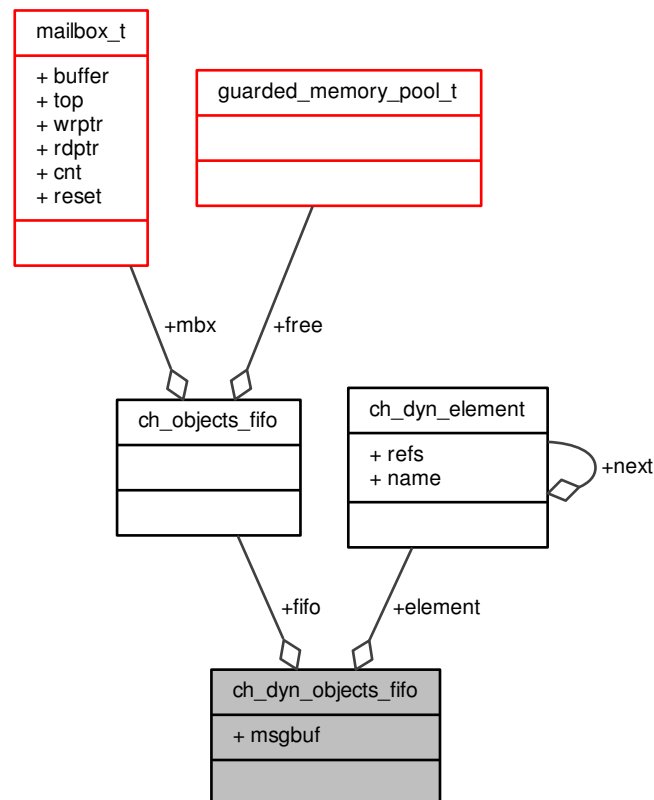 mailbox_t
+ buffer
+ top
+ wrptr
+ rdptr
+ cnt
+ reset
guarded_memory_pool_t
+mbx
+free
ch_objects_fifo
ch_dyn_element
+ refs
+ name
+next
+fifo
+element
ch_dyn_objects_fifo
+ msgbuf